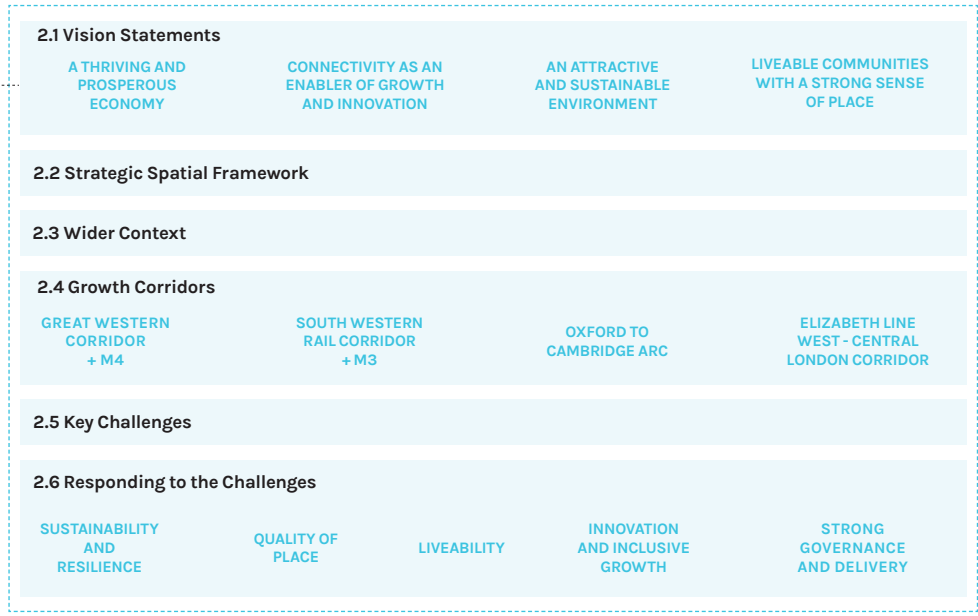 2.1 Vision Statements
A THRIVING AND
PROSPEROUS
ECONOMY
CONNECTIVITY AS AN
ENABLER OF GROWTH
AND INNOVATION
AN ATTRACTIVE
AND SUSTAINABLE
ENVIRONMENT
LIVEABLE COMMUNITIES
WITH A STRONG SENSE
OF PLACE
2.2 Strategic Spatial Framework
2.3 Wider Context
2.4 Growth Corridors
GREAT WESTERN
CORRIDOR
+ M4
SOUTH WESTERN
RAIL CORRIDOR
+ M3
OXFORD TO
CAMBRIDGE ARC
ELIZABETH LINE
WEST - CENTRAL
LONDON CORRIDOR
2.5 Key Challenges
2.6 Responding to the Challenges
SUSTAINABILITY
AND
RESILIENCE
QUALITY OF
PLACE
LIVEABILITY
INNOVATION
AND INCLUSIVE
GROWTH
STRONG
GOVERNANCE
AND DELIVERY